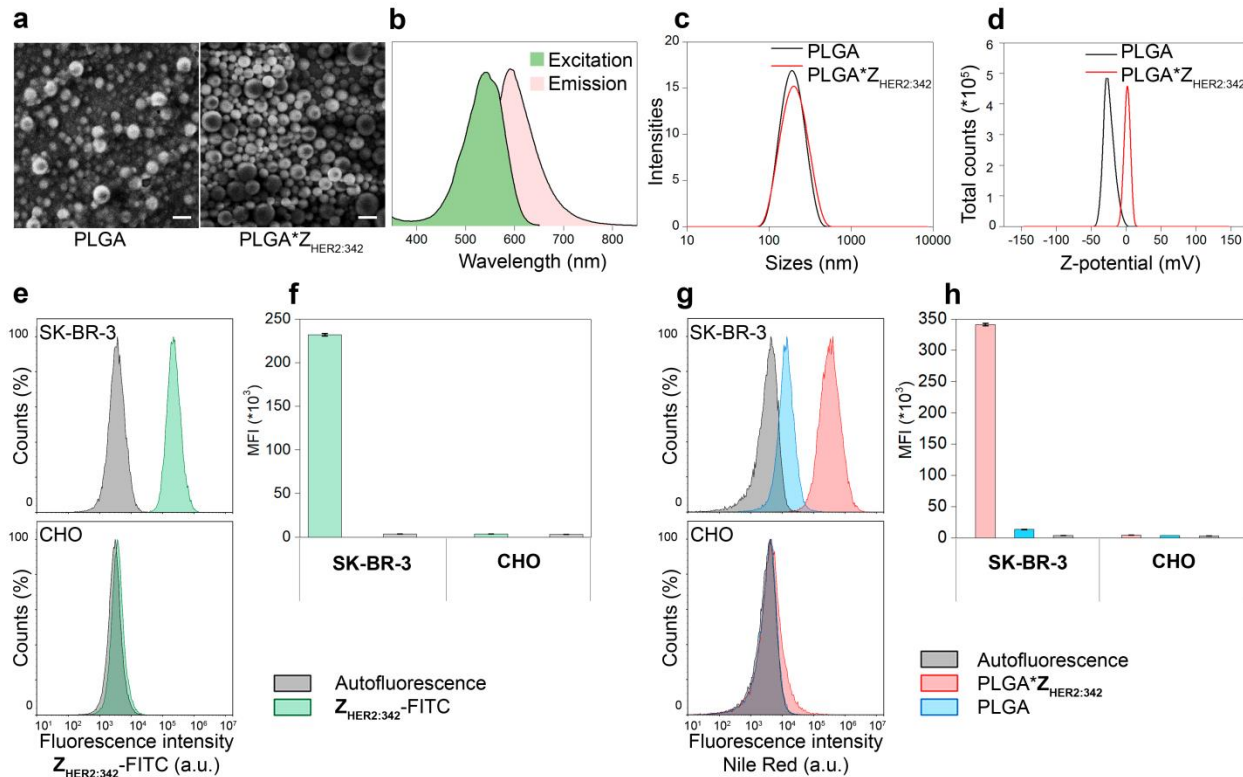 a
PLGA
PLGA*ZHER2:342
b
Excitation
Emission
400 500 600 700 800
Wavelength (nm)
c
Intensities
20
15
10
5
0
PLGA
PLGA*ZHER2:342
10 100 1000 10000
Sizes (nm)
d
Total counts (*10⁵)
6
5
4
3
2
1
0
PLGA
PLGA*ZHER2:342
-150 -100 -50 0 50 100 150
Z-potential (mV)
e
SK-BR-3
100
Counts (%)
0
CHO
100
Counts (%)
0
10¹ 10² 10³ 10⁴ 10⁵ 10⁶ 10⁷
Fluorescence intensity
ZHER2:342-FITC (a.u.)
f
MFI (*10³)
250
200
150
100
50
0
SK-BR-3 CHO
Autofluorescence
ZHER2:342-FITC
g
SK-BR-3
100
Counts (%)
0
CHO
100
Counts (%)
0
10¹ 10² 10³ 10⁴ 10⁵ 10⁶ 10⁷
Fluorescence intensity
Nile Red (a.u.)
h
MFI (*10³)
350
300
250
200
150
100
50
0
SK-BR-3 CHO
Autofluorescence
PLGA*ZHER2:342
PLGA